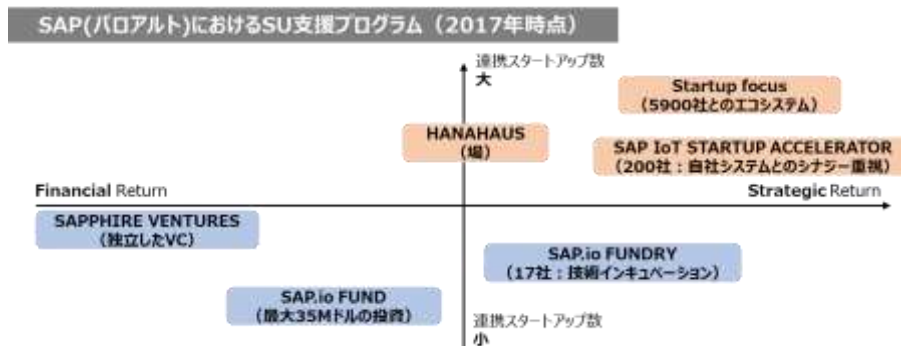 SAP(パロアルト)におけるSU支援プログラム（2017年時点）
連携スタートアップ数
大
Startup focus
（5900社とのエコシステム）
HANAHAUS
（場）
SAP IoT STARTUP ACCELERATOR
（200社：自社システムとのシナジー重視）
Financial Return
Strategic Return
SAPPHIRE VENTURES
（独立したVC）
SAP.io FUNDRY
（17社：技術インキュベーション）
SAP.io FUND
（最大35Mドルの投資）
連携スタートアップ数
小